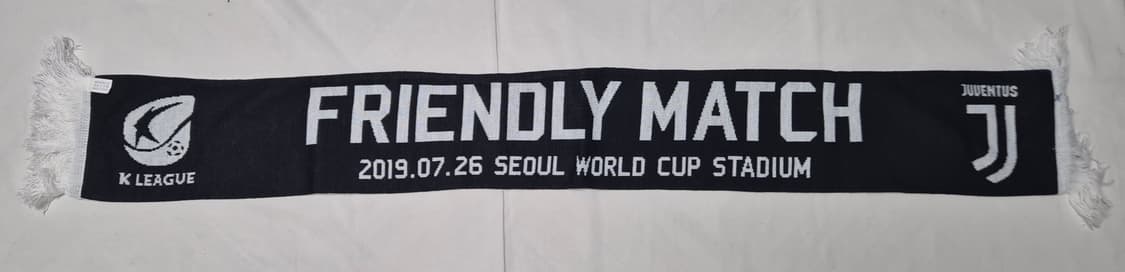 FRIENDLY MATCH
2019.07.26 SEOUL WORLD CUP STADIUM
K LEAGUE
JUVENTUS